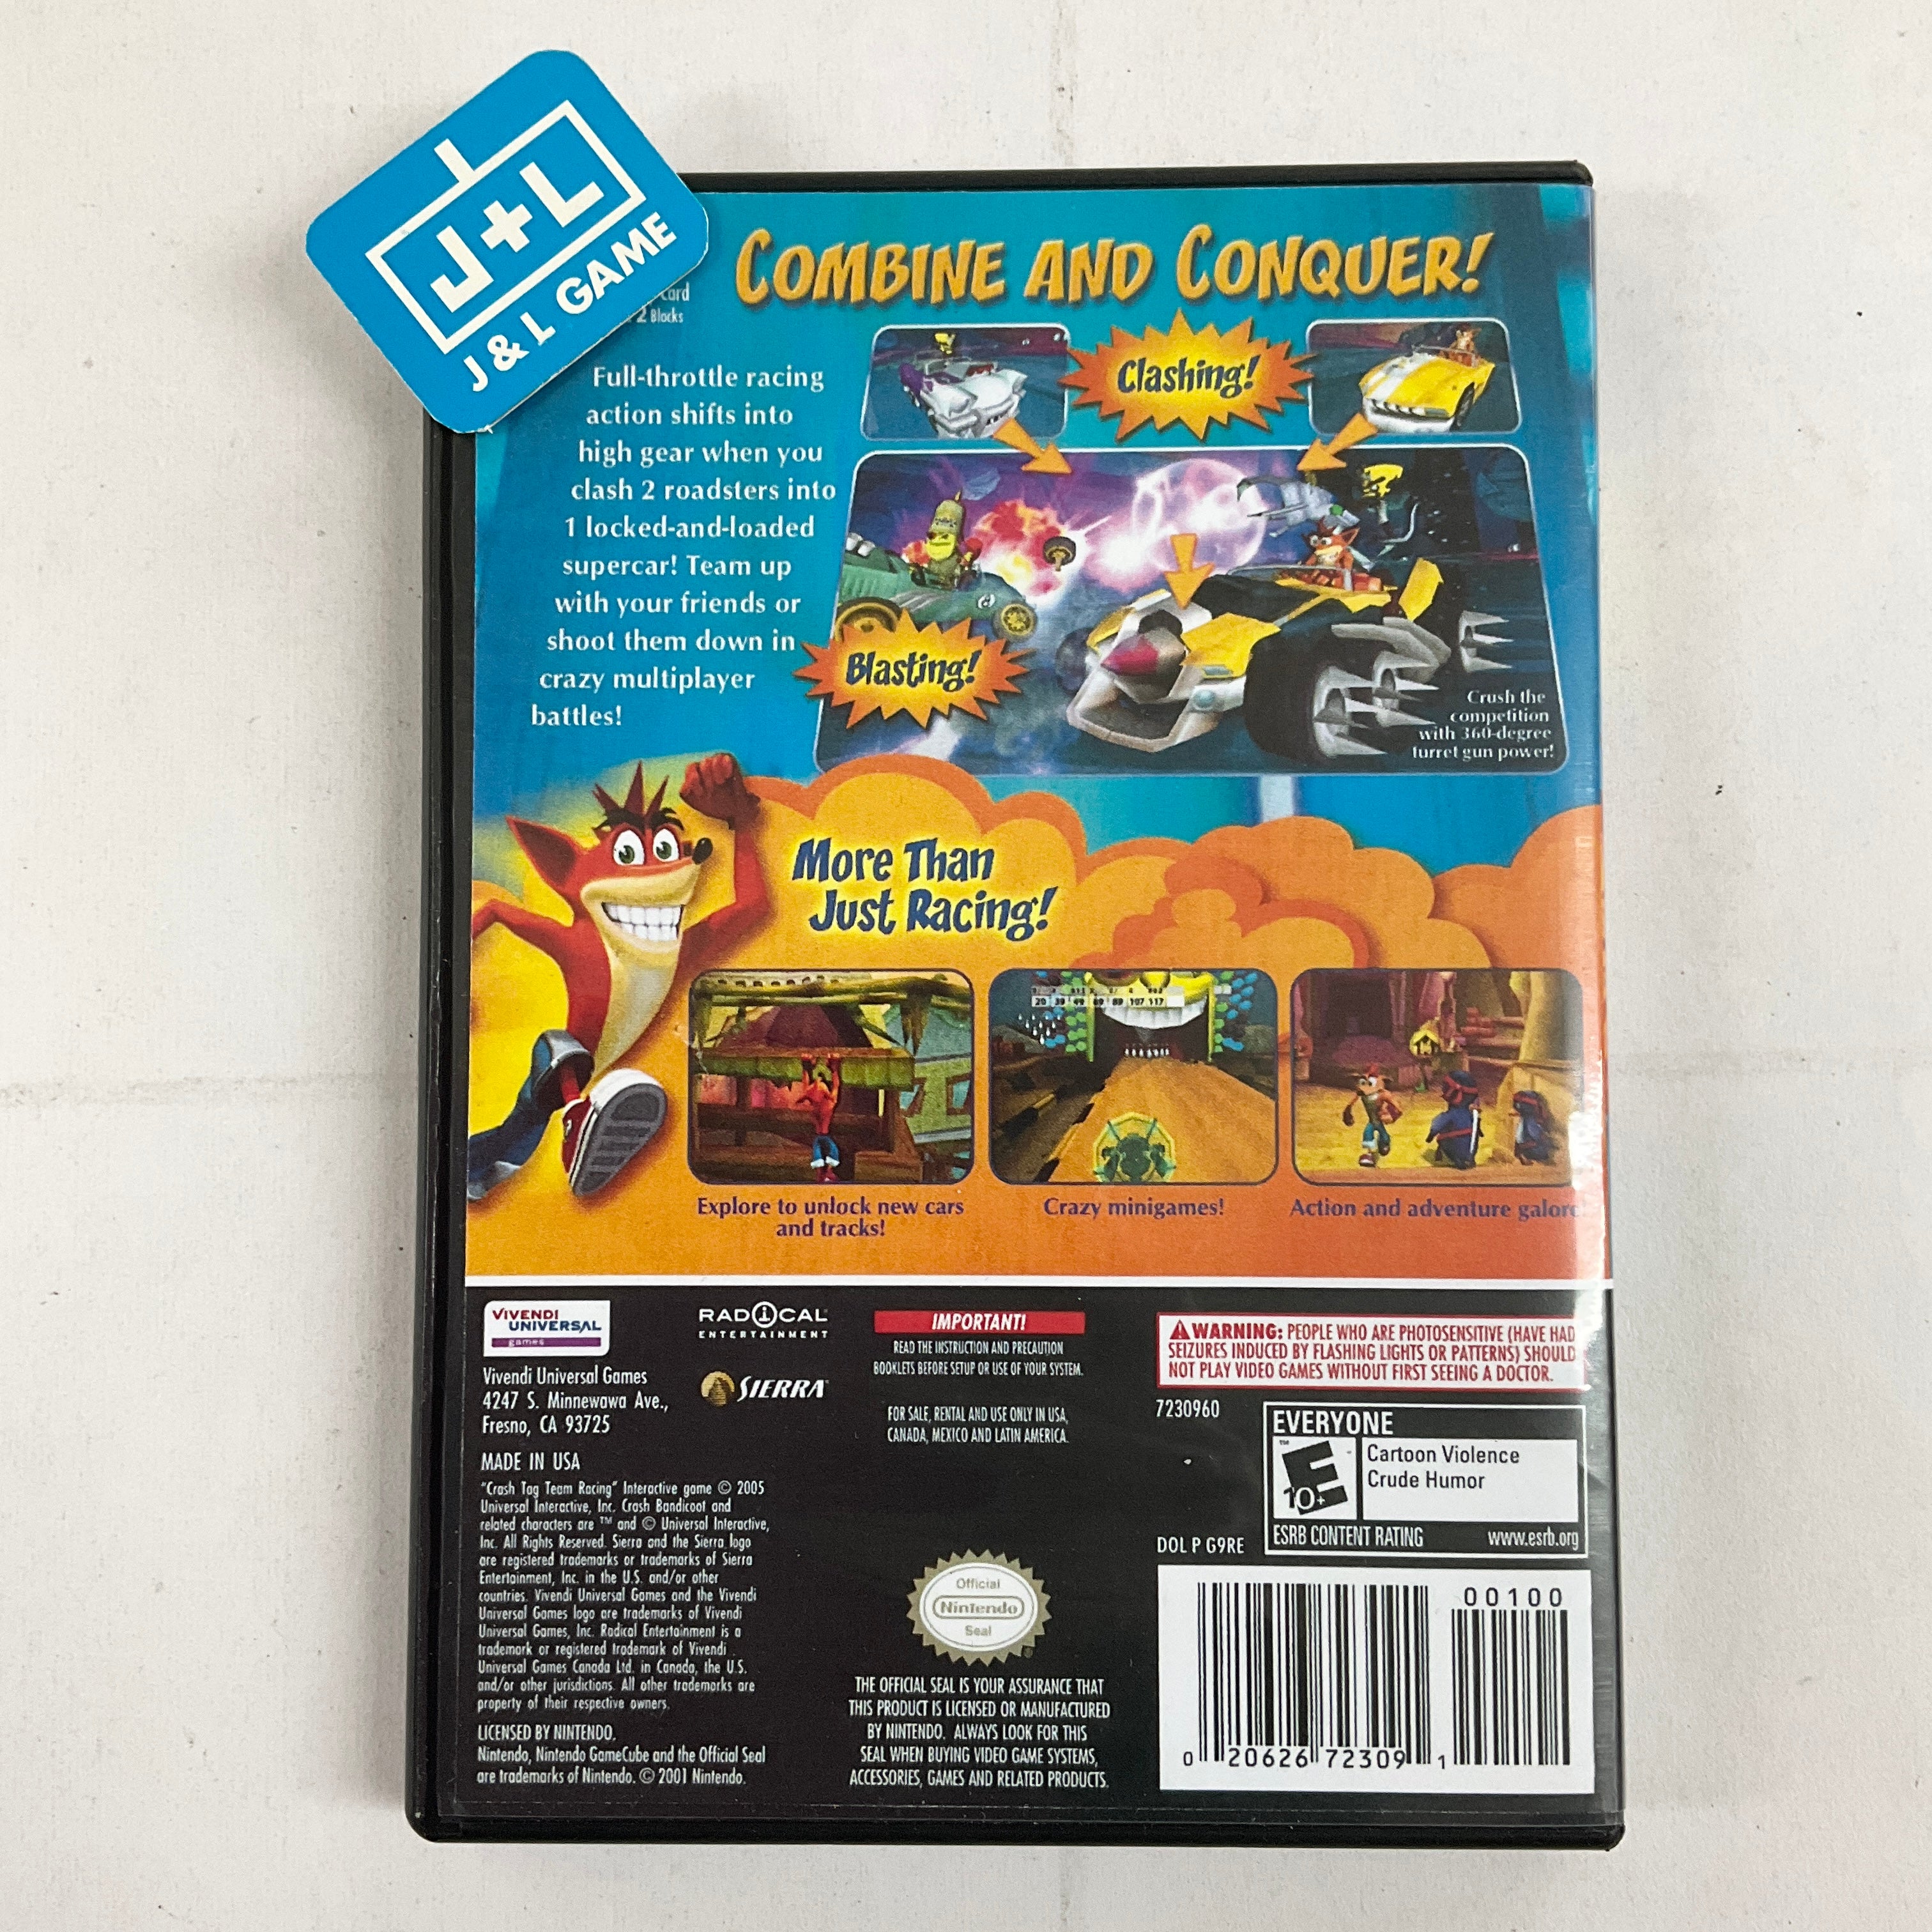 J+L
J & L GAME
Card
2 Blocks
COMBINE AND CONQUER!
Full-throttle racing
action shifts into
high gear when you
clash 2 roadsters into
1 locked-and-loaded
supercar! Team up
with your friends or
shoot them down in
crazy multiplayer
battles!
Clashing!
Blasting!
Crush the
competition
with 360-degree
turret gun power!
More Than
Just Racing!
20 39 49 69 89 107 117
Explore to unlock new cars
and tracks!
Crazy minigames!
Action and adventure galore!
VIVENDI
UNIVERSAL
games
Vivendi Universal Games
4247 S. Minnewawa Ave.,
Fresno, CA 93725
MADE IN USA
"Crash Tag Team Racing" Interactive game © 2005
Universal Interactive, Inc. Crash Bandicoot and
related characters are ™ and © Universal Interactive,
Inc. All Rights Reserved. Sierra and the Sierra logo
are registered trademarks or trademarks of Sierra
Entertainment, Inc. in the U.S. and/or other
countries. Vivendi Universal Games and the Vivendi
Universal Games logo are trademarks of Vivendi
Universal Games, Inc. Radical Entertainment is a
trademark or registered trademark of Vivendi
Universal Games Canada Ltd. in Canada, the U.S.
and/or other jurisdictions. All other trademarks are
property of their respective owners.
LICENSED BY NINTENDO.
Nintendo, Nintendo GameCube and the Official Seal
are trademarks of Nintendo. © 2001 Nintendo.
RADICAL
ENTERTAINMENT
SIERRA
IMPORTANT!
READ THE INSTRUCTION AND PRECAUTION
BOOKLETS BEFORE SETUP OR USE OF YOUR SYSTEM.
FOR SALE, RENTAL AND USE ONLY IN USA,
CANADA, MEXICO AND LATIN AMERICA.
Official
Nintendo
Seal
THE OFFICIAL SEAL IS YOUR ASSURANCE THAT
THIS PRODUCT IS LICENSED OR MANUFACTURED
BY NINTENDO. ALWAYS LOOK FOR THIS
SEAL WHEN BUYING VIDEO GAME SYSTEMS,
ACCESSORIES, GAMES AND RELATED PRODUCTS.
WARNING: PEOPLE WHO ARE PHOTOSENSITIVE (HAVE HAD
SEIZURES INDUCED BY FLASHING LIGHTS OR PATTERNS) SHOULD
NOT PLAY VIDEO GAMES WITHOUT FIRST SEEING A DOCTOR.
7230960
EVERYONE
E
10+
Cartoon Violence
Crude Humor
ESRB CONTENT RATING www.esrb.org
DOL P G9RE
00100
0 20626 72309 1